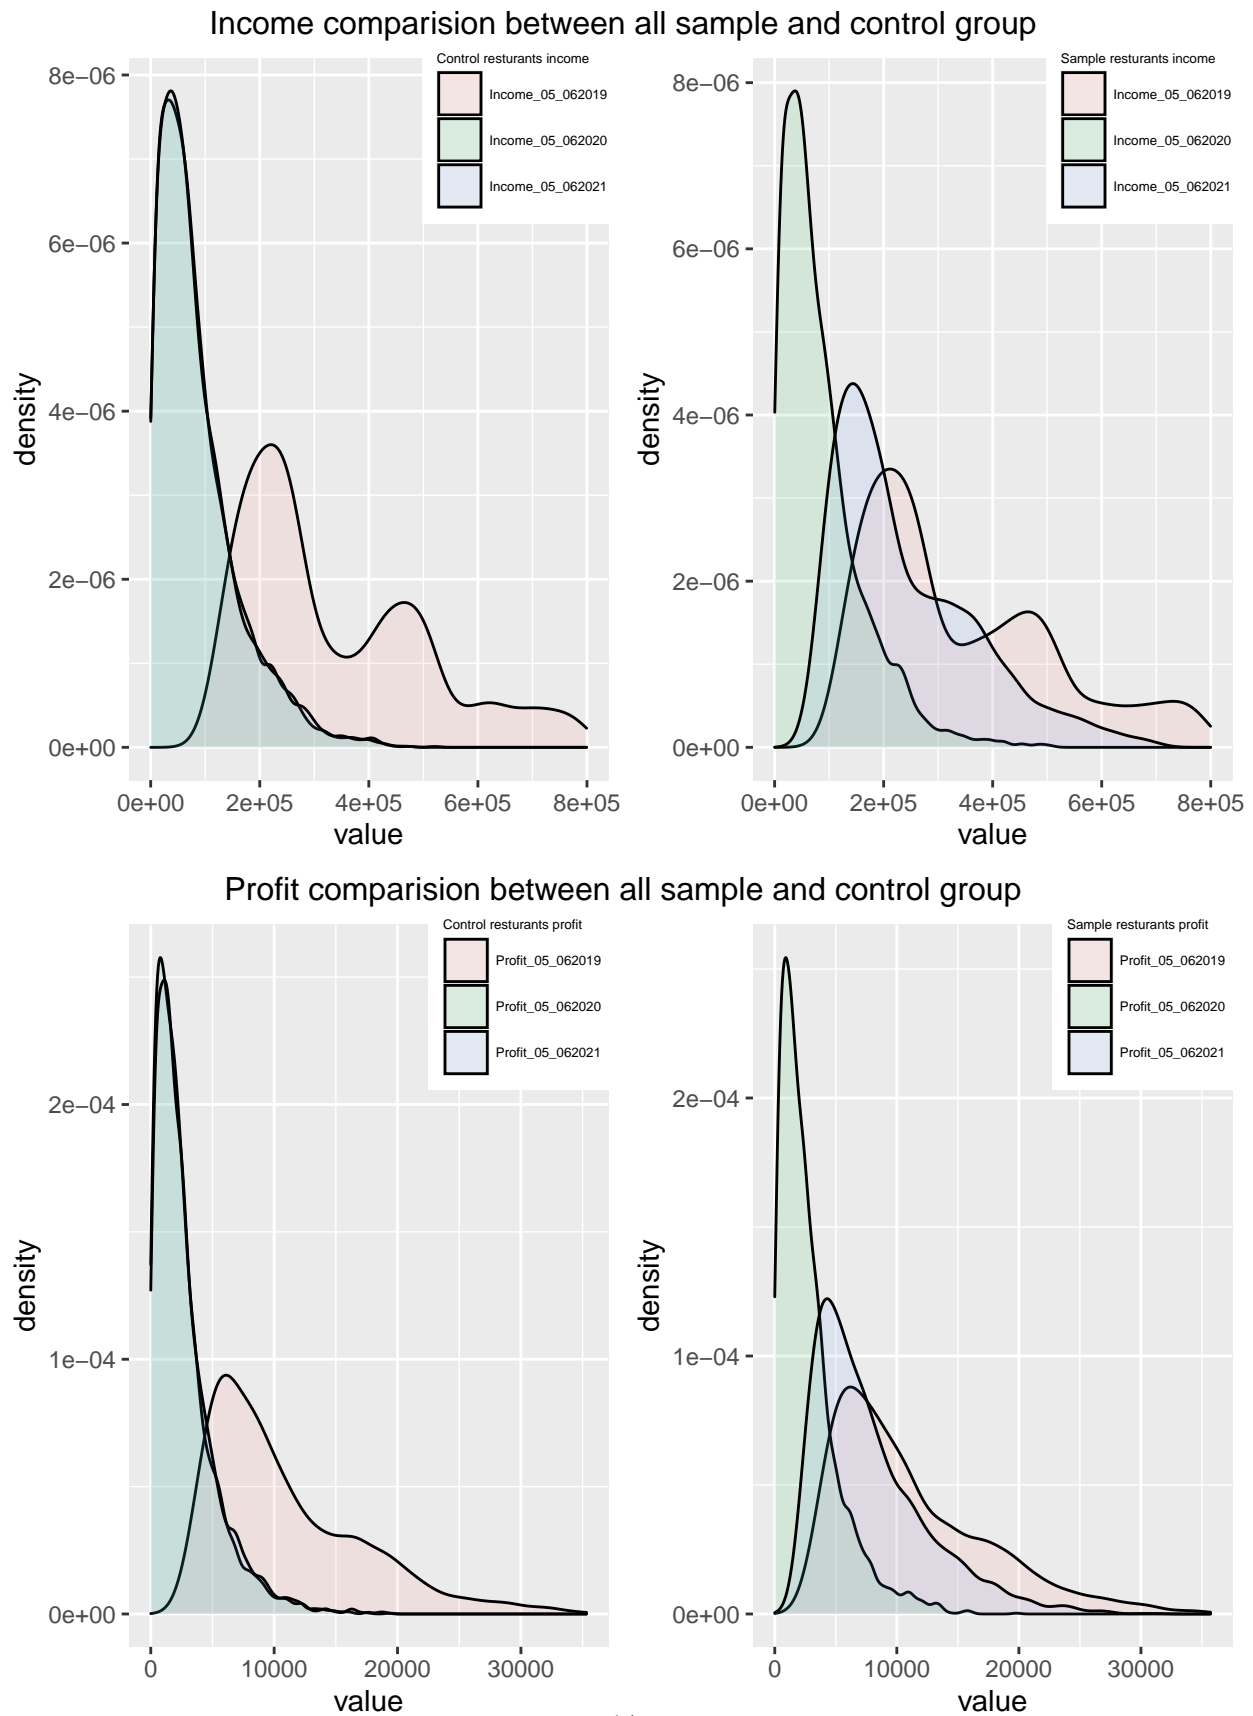 Income comparision between all sample and control group
Control resturants income
Income_05_062019
Income_05_062020
Income_05_062021
8e−06
6e−06
4e−06
2e−06
0e+00
density
0e+00 2e+05 4e+05 6e+05 8e+05
value
Sample resturants income
Income_05_062019
Income_05_062020
Income_05_062021
8e−06
6e−06
4e−06
2e−06
0e+00
density
0e+00 2e+05 4e+05 6e+05 8e+05
value
Profit comparision between all sample and control group
Control resturants profit
Profit_05_062019
Profit_05_062020
Profit_05_062021
2e−04
1e−04
0e+00
density
0 10000 20000 30000
value
Sample resturants profit
Profit_05_062019
Profit_05_062020
Profit_05_062021
2e−04
1e−04
0e+00
density
0 10000 20000 30000
value